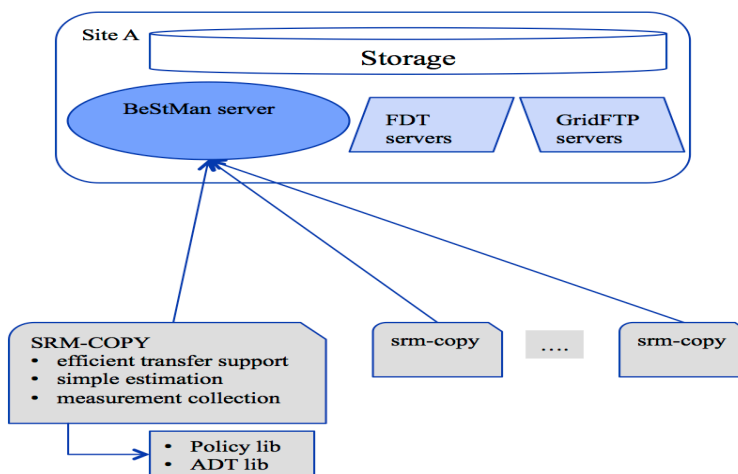 Site A
Storage
BeStMan server
FDT
servers
GridFTP
servers
SRM-COPY
• efficient transfer support
• simple estimation
• measurement collection
srm-copy
....
srm-copy
• Policy lib
• ADT lib